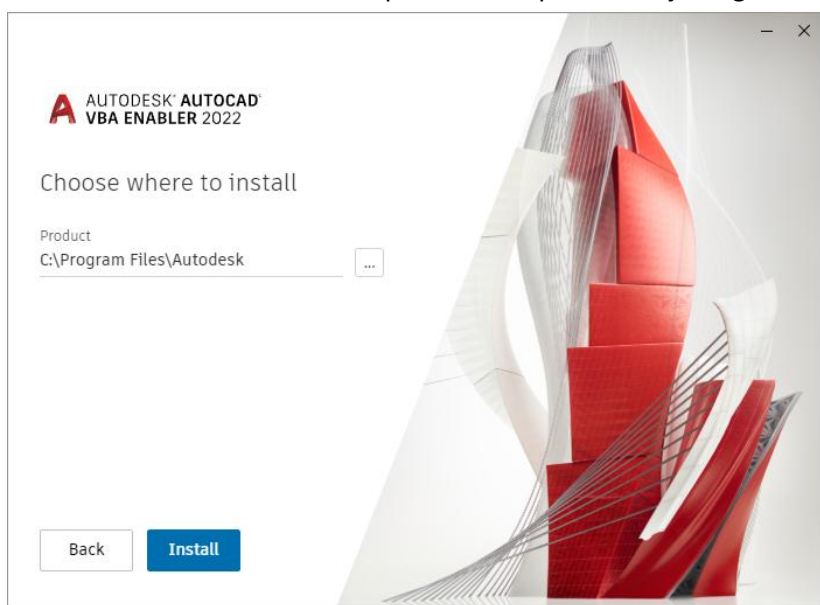 AUTODESK® AUTOCAD®
VBA ENABLER 2022
Choose where to install
Product
C:\Program Files\Autodesk
...
Back
Install